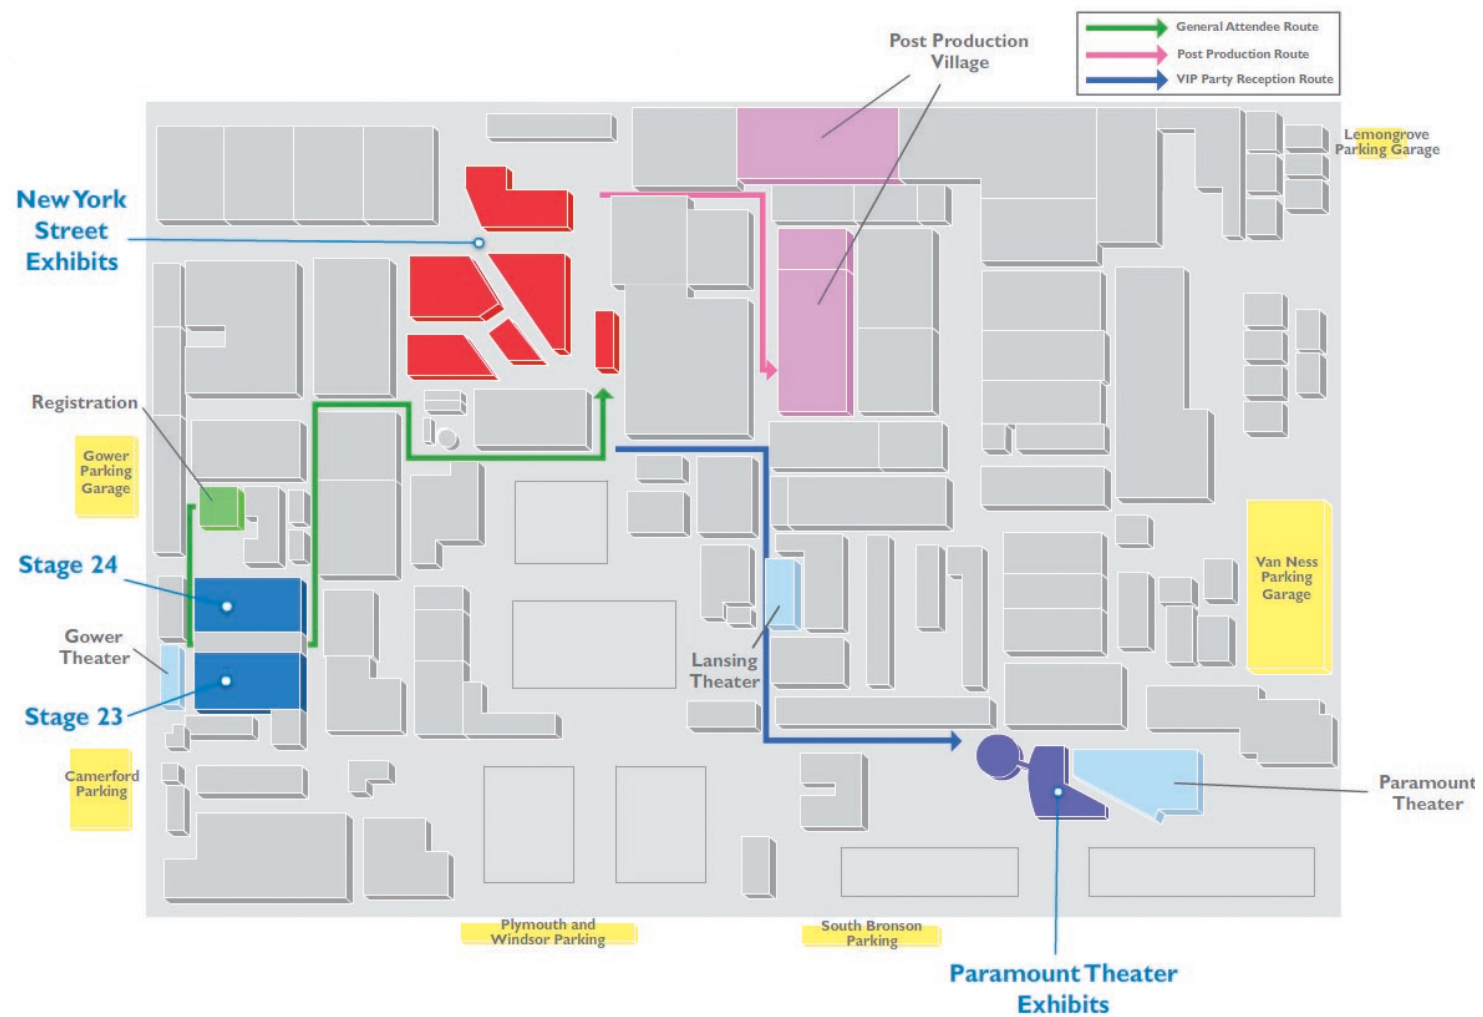 General Attendee Route
Post Production Route
VIP Party Reception Route
Post Production
Village
Lemongrove
Parking Garage
New York
Street
Exhibits
Registration
Gower
Parking
Garage
Stage 24
Gower
Theater
Stage 23
Camerford
Parking
Lansing
Theater
Van Ness
Parking
Garage
Paramount
Theater
Plymouth and
Windsor Parking
South Bronson
Parking
Paramount Theater
Exhibits